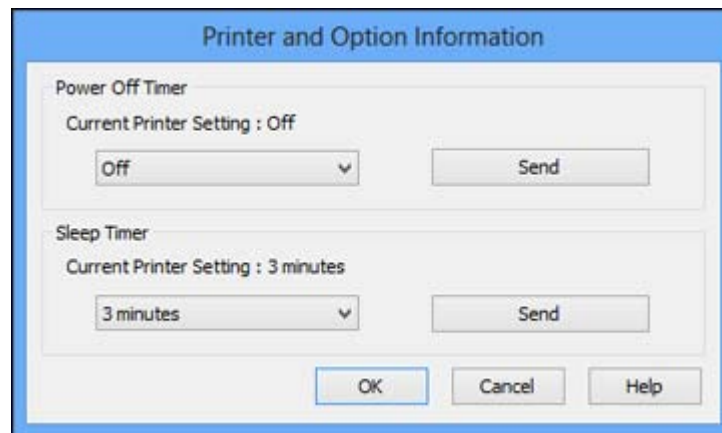 Printer and Option Information
Power Off Timer
Current Printer Setting : Off
Off Send
Sleep Timer
Current Printer Setting : 3 minutes
3 minutes Send
OK Cancel Help